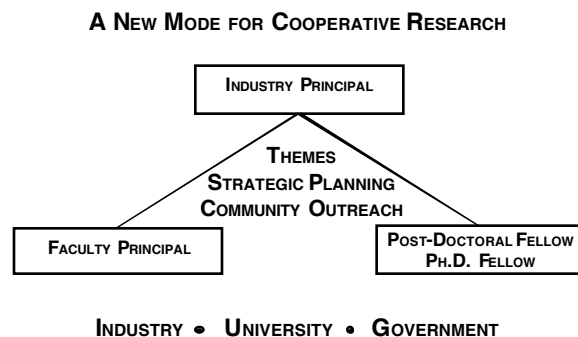 A New Mode for Cooperative Research
Industry Principal
Themes
Strategic Planning
Community Outreach
Faculty Principal
Post-Doctoral Fellow
Ph.D. Fellow
Industry • University • Government